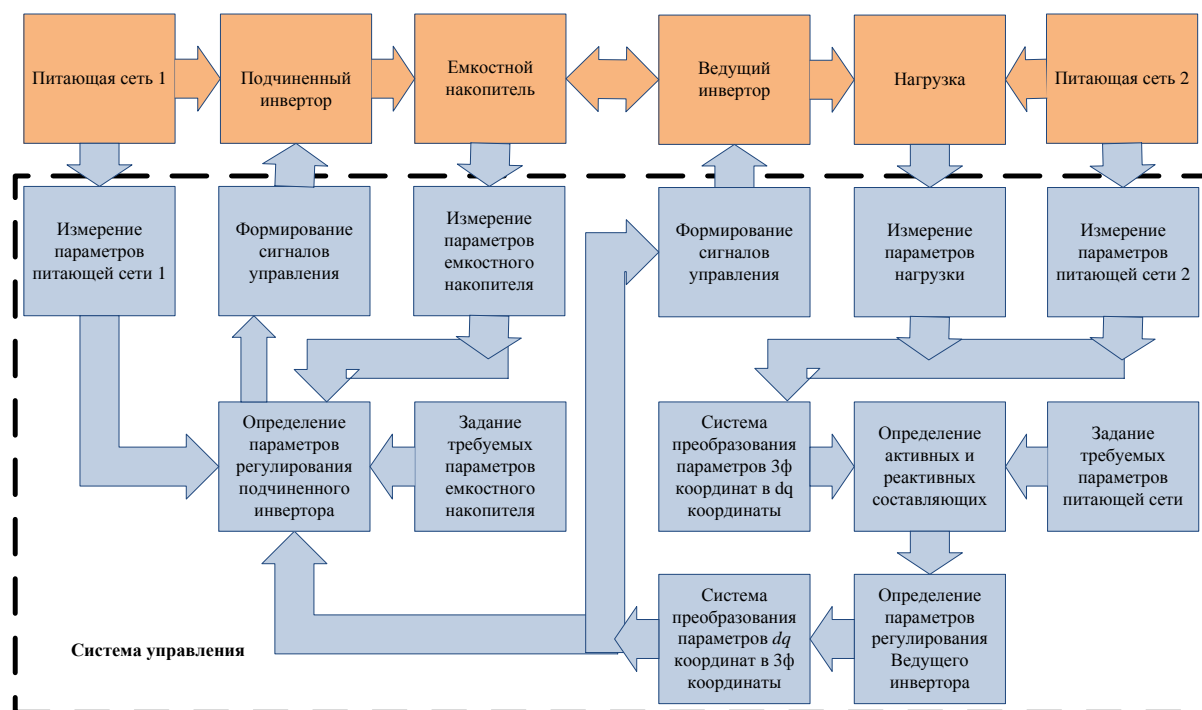 Питающая сеть 1
Подчиненный
инвертор
Емкостной
накопитель
Ведущий
инвертор
Нагрузка
Питающая сеть 2
Измерение
параметров
питающей сети 1
Формирование
сигналов
управления
Измерение
параметров
емкостного
накопителя
Формирование
сигналов
управления
Измерение
параметров
нагрузки
Измерение
параметров
питающей сети 2
Определение
параметров
регулирования
подчиненного
инвертора
Задание
требуемых
параметров
емкостного
накопителя
Система
преобразования
параметров 3ф
координат в dq
координаты
Определение
активных и
реактивных
составляющих
Задание
требуемых
параметров
питающей сети
Система
преобразования
параметров dq
координат в 3ф
координаты
Определение
параметров
регулирования
Ведущего
инвертора
Система управления